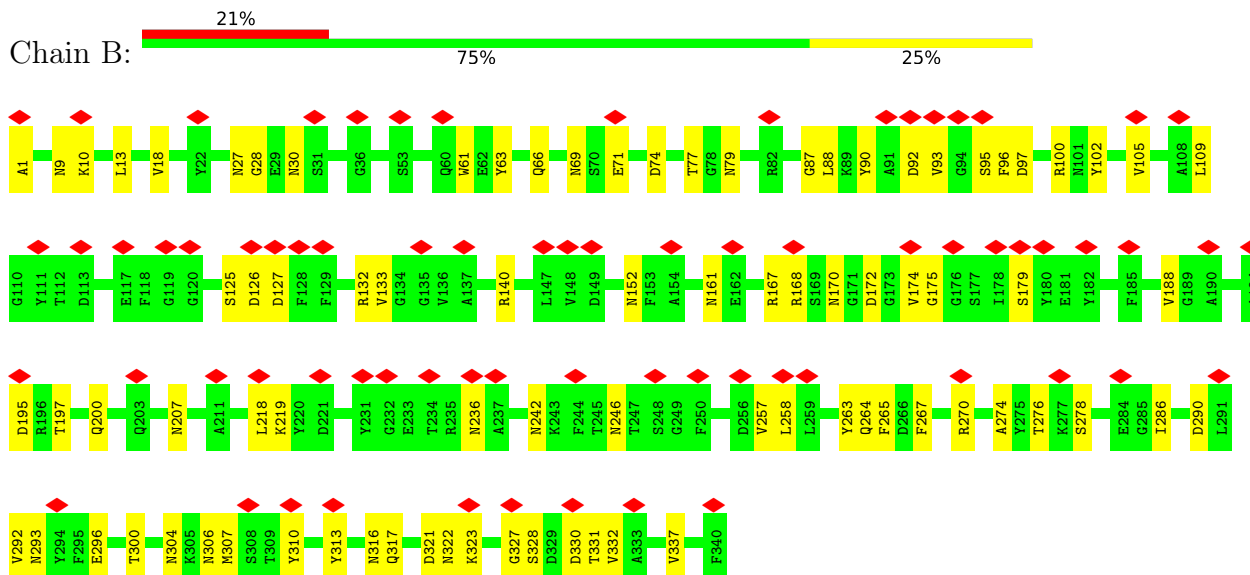 21%
Chain B:
75% 25%
A1 N9 K10 L13 V18 Y22 N27 G28 E29 N30 S31 G36 S53 Q60 W61 E62 Y63 Q66 N69 S70 E71 D74 T77 G78 N79 R82 G87 L88 K89 Y90 A91 D92 V93 G94 S95 F96 D97 R100 N101 Y102 V105 A108 L109
G110 Y111 T112 D113 E117 F118 G119 G120 S125 D126 D127 F128 F129 R132 V133 G134 G135 V136 A137 R140 L147 V148 D149 N152 F153 A154 N161 E162 R167 R168 S169 N170 G171 D172 G173 V174 G175 G176 S177 I178 S179 Y180 E181 Y182 F185 V188 G189 A190
D195 R196 T197 Q200 Q203 N207 A211 L218 K219 Y220 D221 Y231 G232 E233 T234 R235 N236 A237 N242 K243 F244 T245 N246 T247 S248 G249 F250 D256 V257 L258 L259 Y263 Q264 F265 D266 F267 R270 A274 Y275 T276 K277 S278 E284 G285 I286 D290 L291
V292 N293 Y294 F295 E296 T300 N304 K305 N306 M307 S308 T309 Y310 Y313 N316 Q317 D321 N322 K323 G327 S328 D329 D330 T331 V332 A333 V337 F340